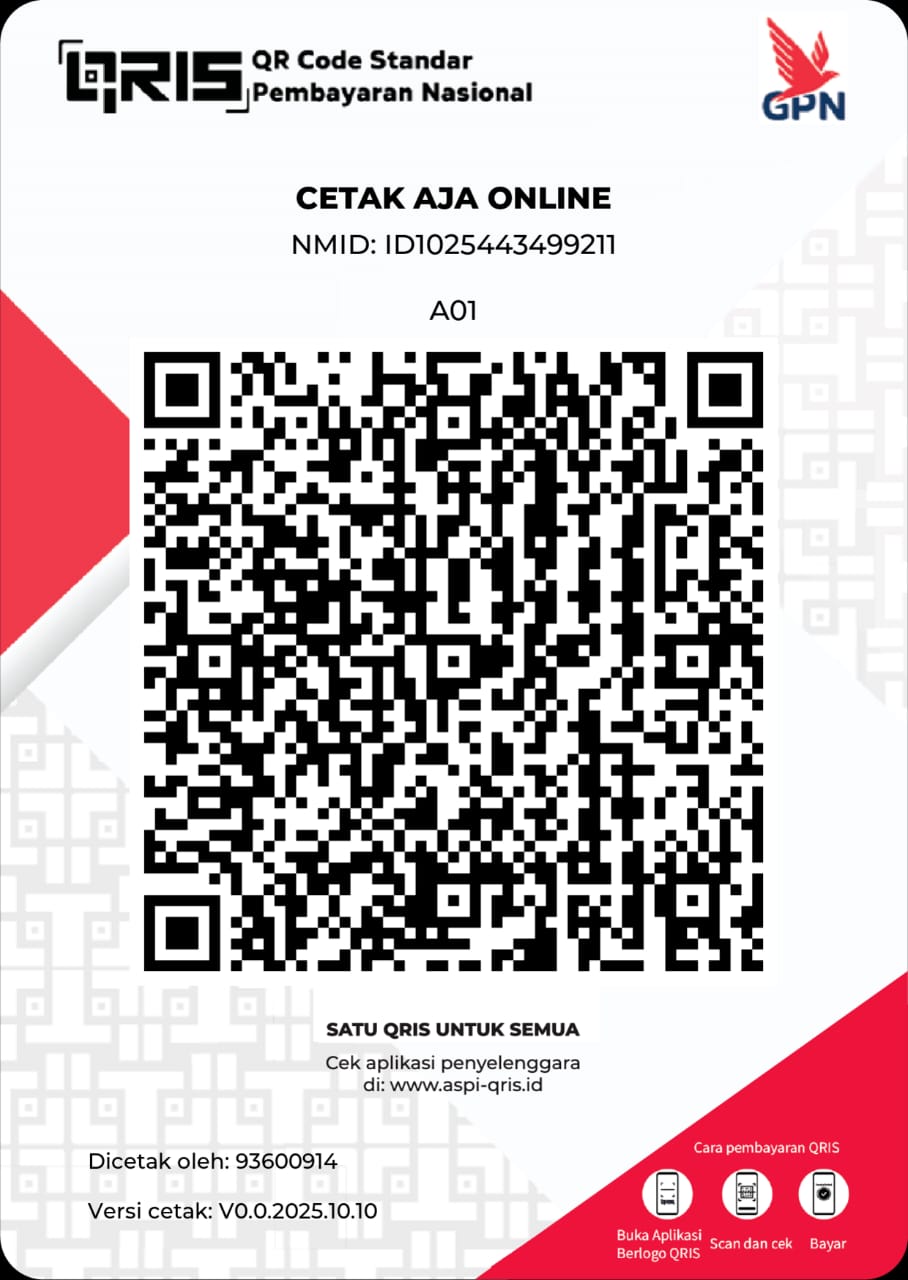 QRIS
QR Code Standar
Pembayaran Nasional
GPN
CETAK AJA ONLINE
NMID: ID1025443499211
A01
SATU QRIS UNTUK SEMUA
Cek aplikasi penyelenggara
di: www.aspi-qris.id
Dicetak oleh: 93600914
Versi cetak: V0.0.2025.10.10
Cara pembayaran QRIS
Buka Aplikasi
Berlogo QRIS
Scan dan cek
Bayar